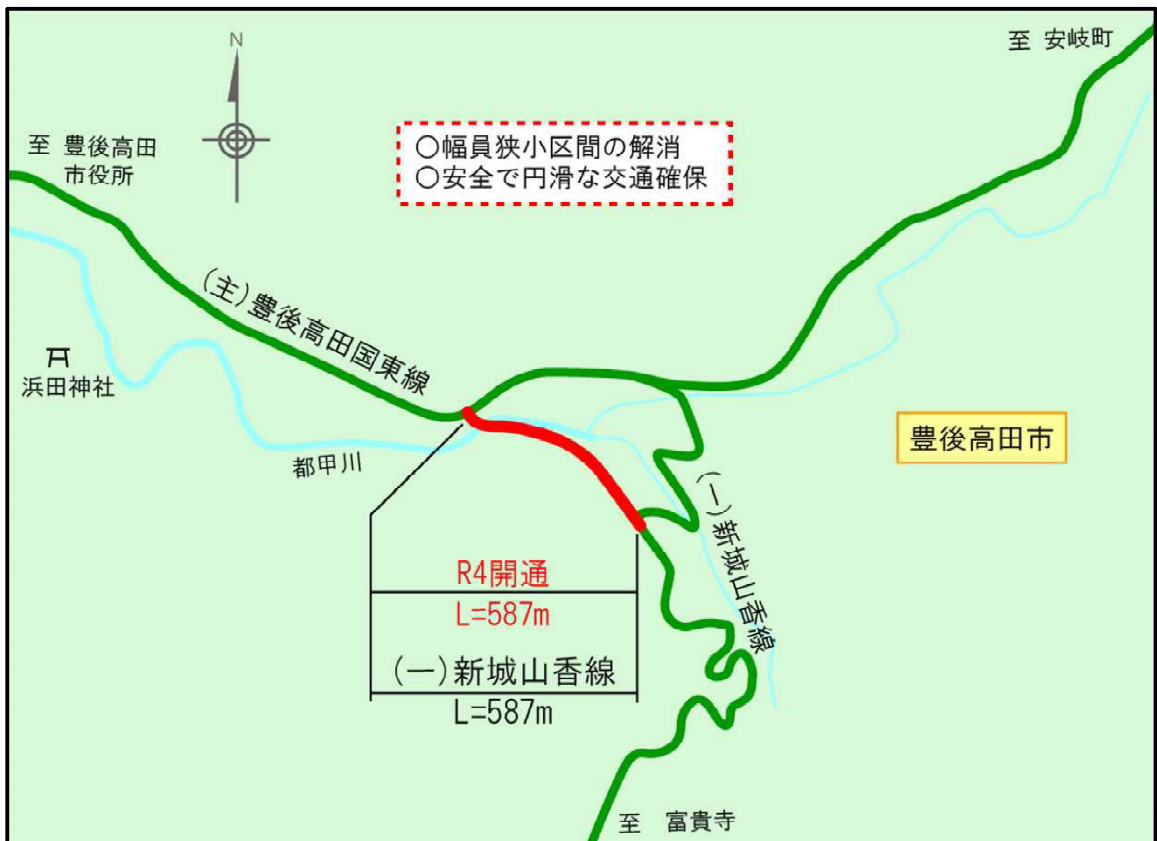 N
至 安岐町
至 豊後高田
市役所
○幅員狭小区間の解消
○安全で円滑な交通確保
(主)豊後高田国東線
浜田神社
豊後高田市
都甲川
(一)新城山香線
R4開通
L=587m
(一)新城山香線
L=587m
至 富貴寺